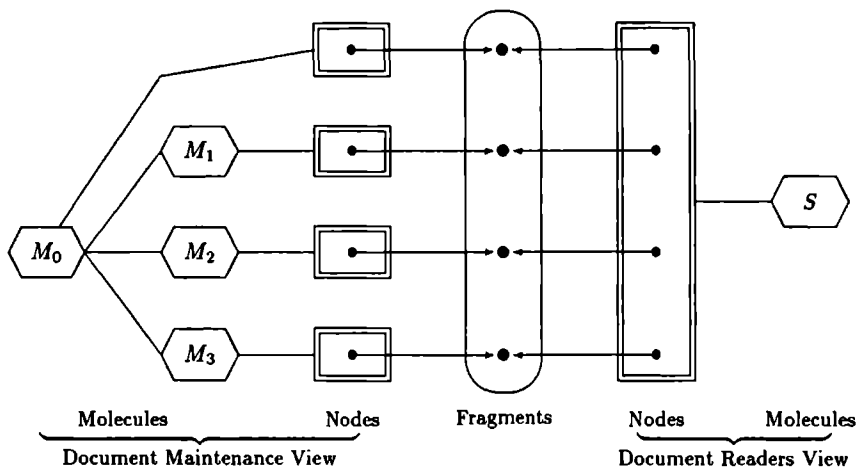 M₁
M₀
M₂
S
M₃
Molecules Nodes Fragments Nodes Molecules
Document Maintenance View Document Readers View